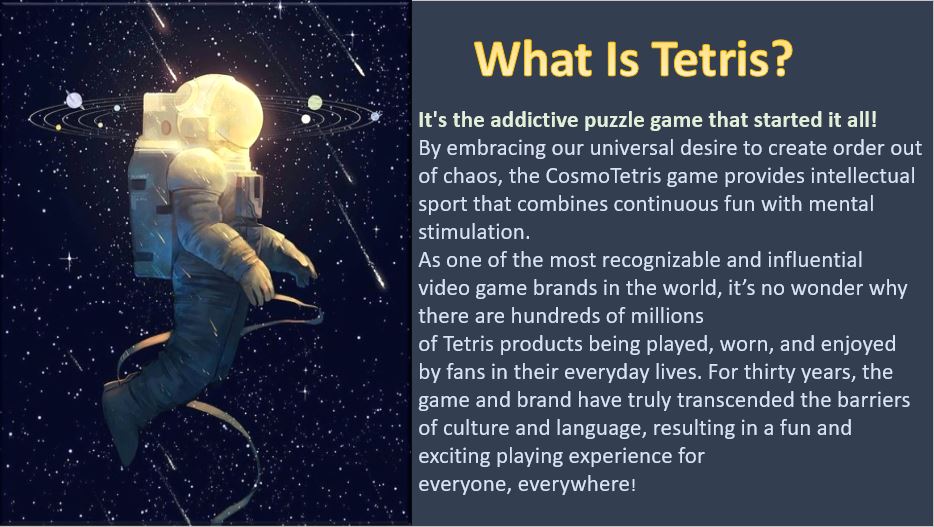 What Is Tetris?
It's the addictive puzzle game that started it all!
By embracing our universal desire to create order out
of chaos, the CosmoTetris game provides intellectual
sport that combines continuous fun with mental
stimulation.
As one of the most recognizable and influential
video game brands in the world, it’s no wonder why
there are hundreds of millions
of Tetris products being played, worn, and enjoyed
by fans in their everyday lives. For thirty years, the
game and brand have truly transcended the barriers
of culture and language, resulting in a fun and
exciting playing experience for
everyone, everywhere!